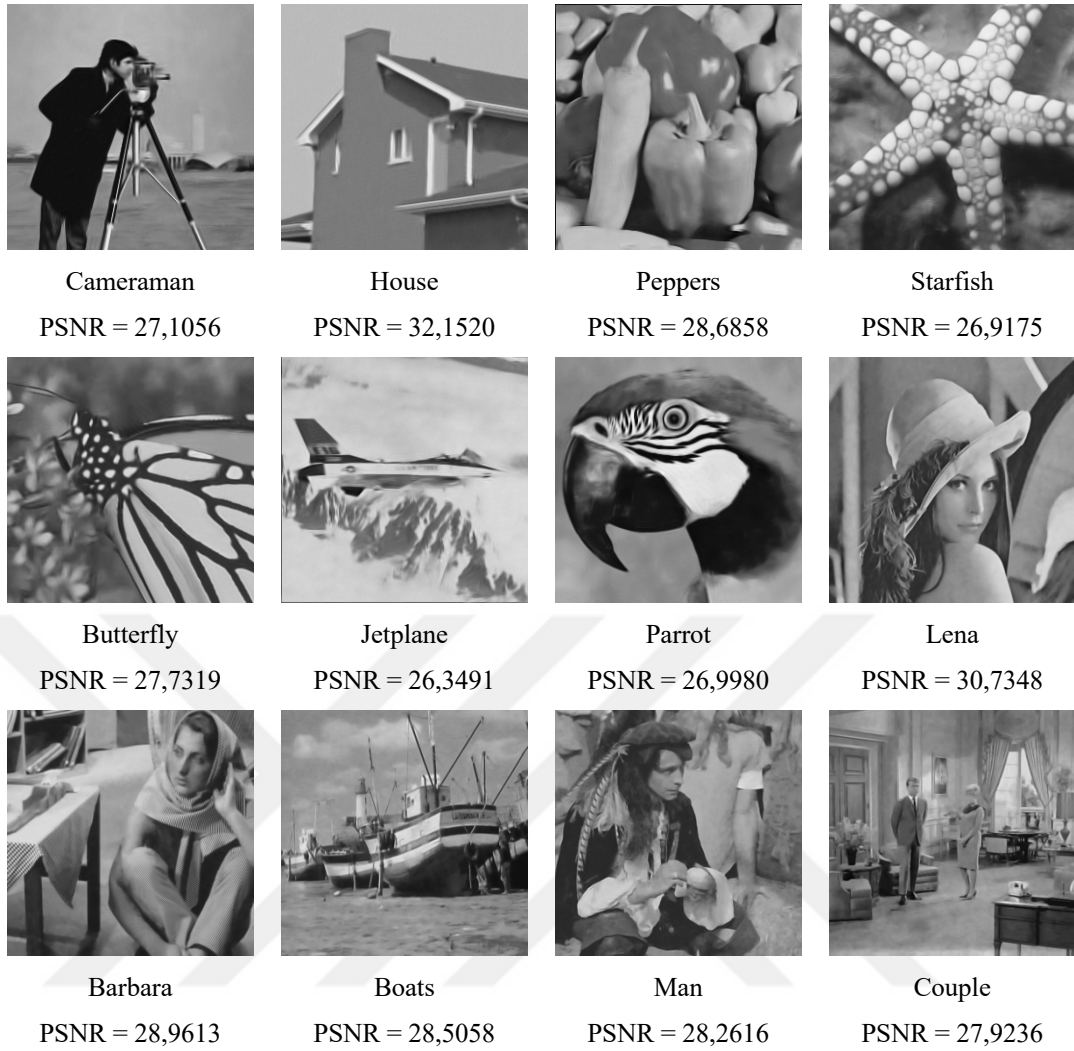 Cameraman House Peppers Starfish
PSNR = 27,1056 PSNR = 32,1520 PSNR = 28,6858 PSNR = 26,9175
Butterfly Jetplane Parrot Lena
PSNR = 27,7319 PSNR = 26,3491 PSNR = 26,9980 PSNR = 30,7348
Barbara Boats Man Couple
PSNR = 28,9613 PSNR = 28,5058 PSNR = 28,2616 PSNR = 27,9236